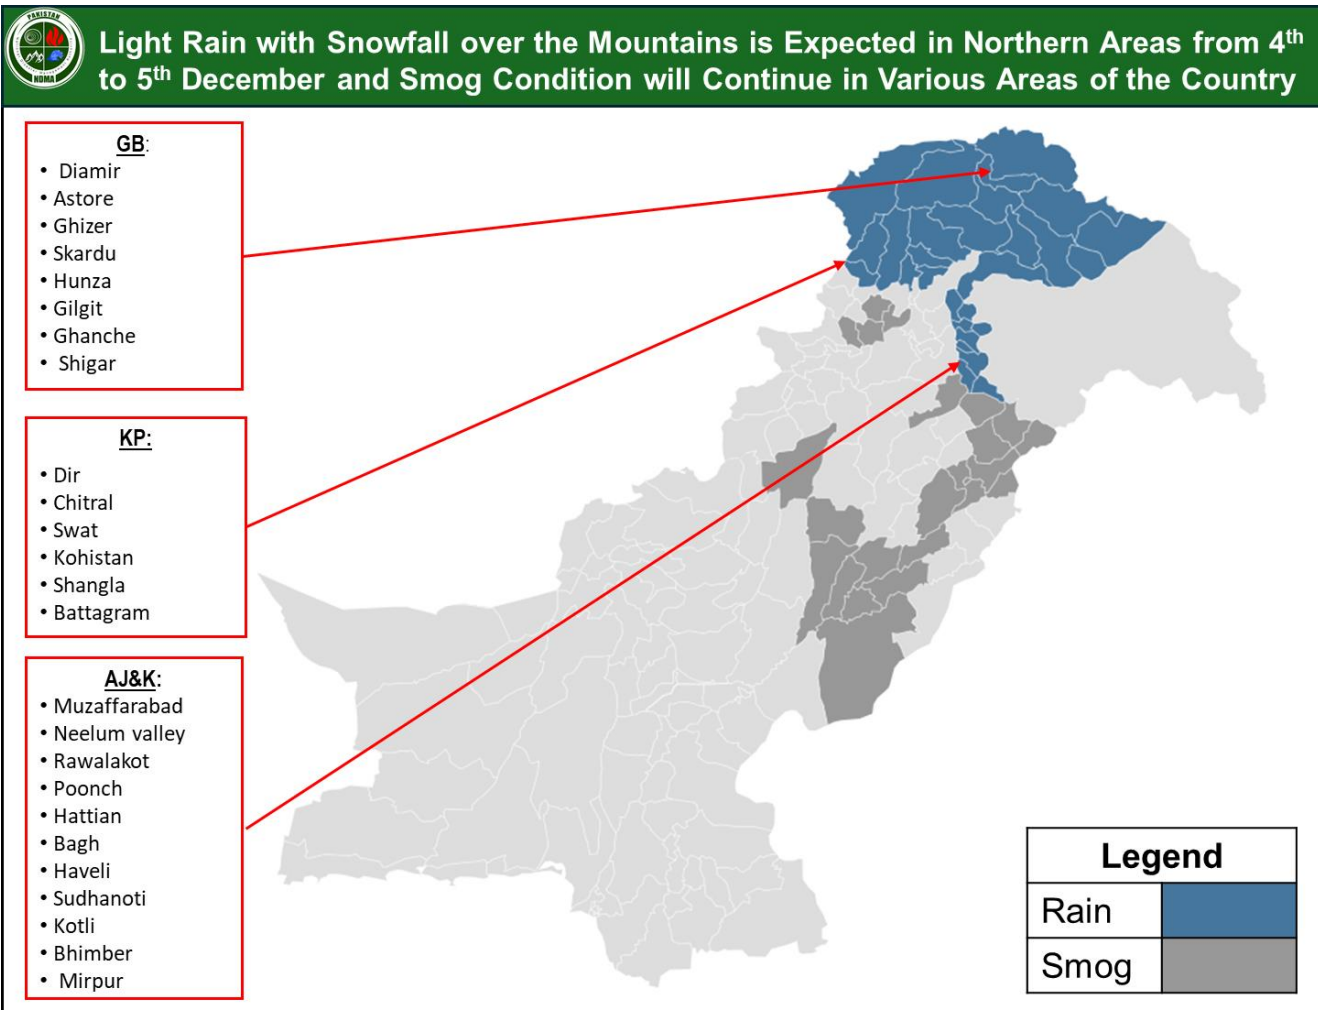 PAKISTAN
NDMA
Light Rain with Snowfall over the Mountains is Expected in Northern Areas from 4th
to 5th December and Smog Condition will Continue in Various Areas of the Country
GB:
• Diamir
• Astore
• Ghizer
• Skardu
• Hunza
• Gilgit
• Ghanche
• Shigar
KP:
• Dir
• Chitral
• Swat
• Kohistan
• Shangla
• Battagram
AJ&K:
• Muzaffarabad
• Neelum valley
• Rawalakot
• Poonch
• Hattian
• Bagh
• Haveli
• Sudhanoti
• Kotli
• Bhimber
• Mirpur
Legend
Rain
Smog